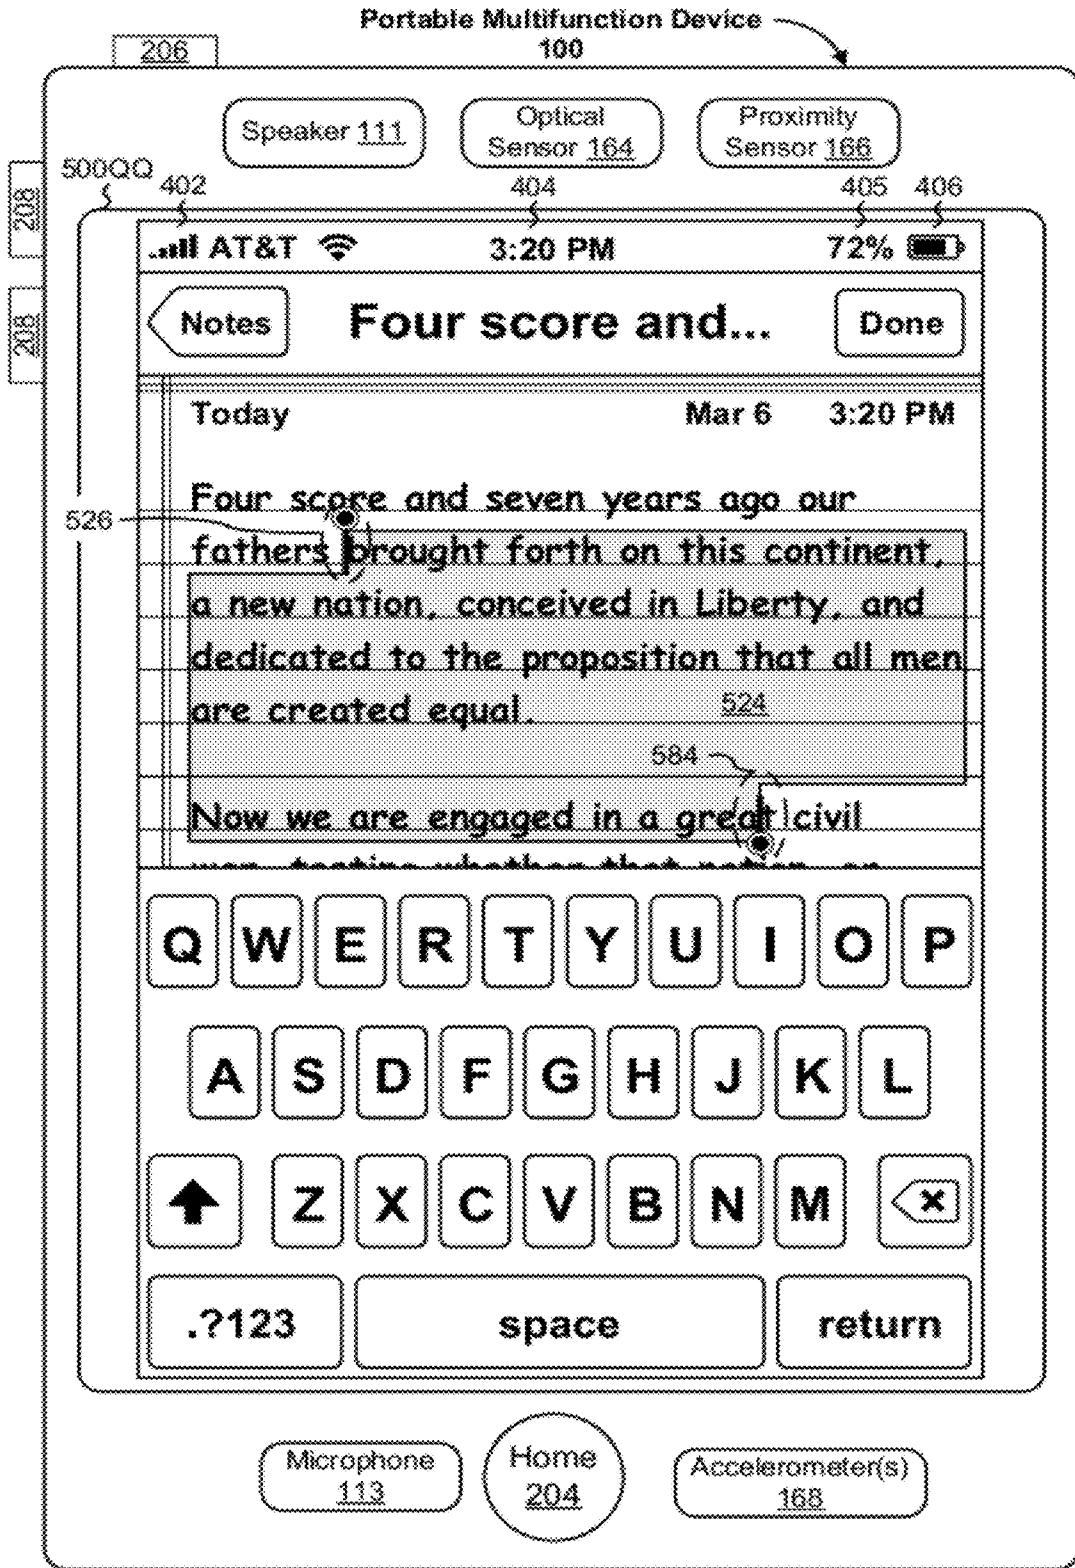 Portable Multifunction Device
100
206
Speaker 111
Optical
Sensor 164
Proximity
Sensor 166
208
208
500QQ
402
404
405
406
AT&T
3:20 PM
72%
Notes
Four score and...
Done
Today
Mar 6
3:20 PM
Four score and seven years ago our
526
fathers brought forth on this continent,
a new nation, conceived in Liberty, and
dedicated to the proposition that all men
are created equal.
524
584
Now we are engaged in a great civil
Q W E R T Y U I O P
A S D F G H J K L
Z X C V B N M
.?123
space
return
Microphone
113
Home
204
Accelerometer(s)
168